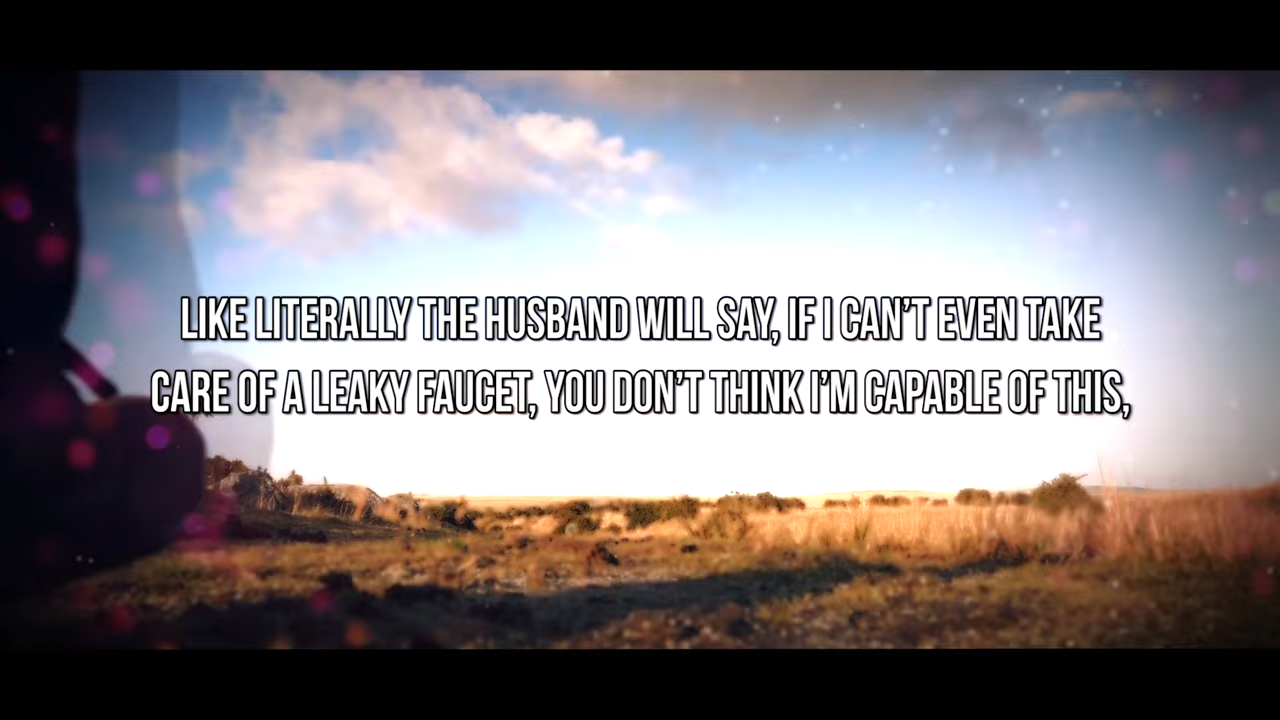 LIKE LITERALLY THE HUSBAND WILL SAY, IF I CAN’T EVEN TAKE
CARE OF A LEAKY FAUCET, YOU DON’T THINK I’M CAPABLE OF THIS,